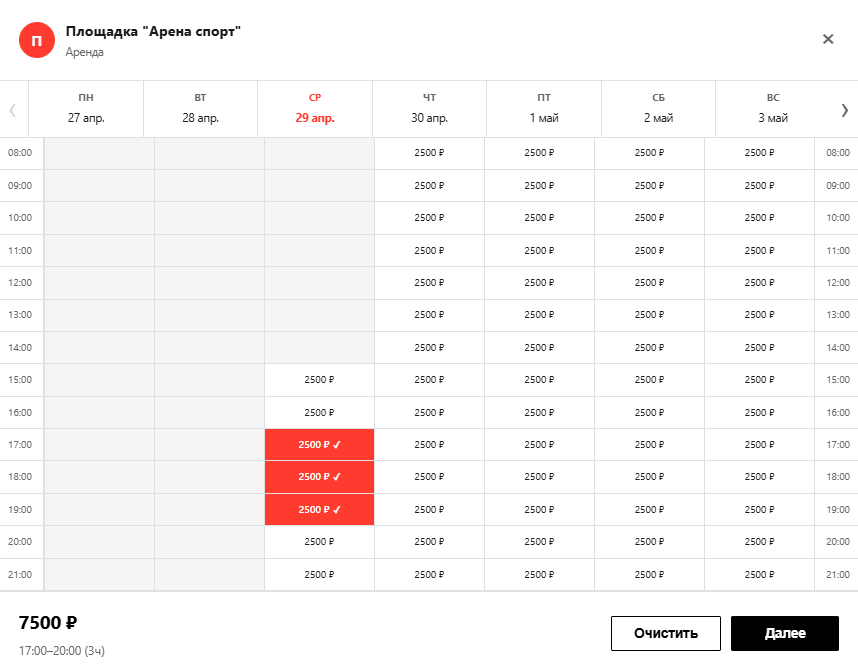 П
Площадка "Арена спорт"
Аренда
×
ПН ВТ СР ЧТ ПТ СБ ВС
27 апр. 28 апр. 29 апр. 30 апр. 1 май 2 май 3 май
08:00 2500 ₽ 2500 ₽ 2500 ₽ 2500 ₽ 08:00
09:00 2500 ₽ 2500 ₽ 2500 ₽ 2500 ₽ 09:00
10:00 2500 ₽ 2500 ₽ 2500 ₽ 2500 ₽ 10:00
11:00 2500 ₽ 2500 ₽ 2500 ₽ 2500 ₽ 11:00
12:00 2500 ₽ 2500 ₽ 2500 ₽ 2500 ₽ 12:00
13:00 2500 ₽ 2500 ₽ 2500 ₽ 2500 ₽ 13:00
14:00 2500 ₽ 2500 ₽ 2500 ₽ 2500 ₽ 14:00
15:00 2500 ₽ 2500 ₽ 2500 ₽ 2500 ₽ 2500 ₽ 15:00
16:00 2500 ₽ 2500 ₽ 2500 ₽ 2500 ₽ 2500 ₽ 16:00
17:00 2500 ₽ ✓ 2500 ₽ 2500 ₽ 2500 ₽ 2500 ₽ 17:00
18:00 2500 ₽ ✓ 2500 ₽ 2500 ₽ 2500 ₽ 2500 ₽ 18:00
19:00 2500 ₽ ✓ 2500 ₽ 2500 ₽ 2500 ₽ 2500 ₽ 19:00
20:00 2500 ₽ 2500 ₽ 2500 ₽ 2500 ₽ 2500 ₽ 20:00
21:00 2500 ₽ 2500 ₽ 2500 ₽ 2500 ₽ 2500 ₽ 21:00
7500 ₽
17:00–20:00 (3ч)
Очистить
Далее